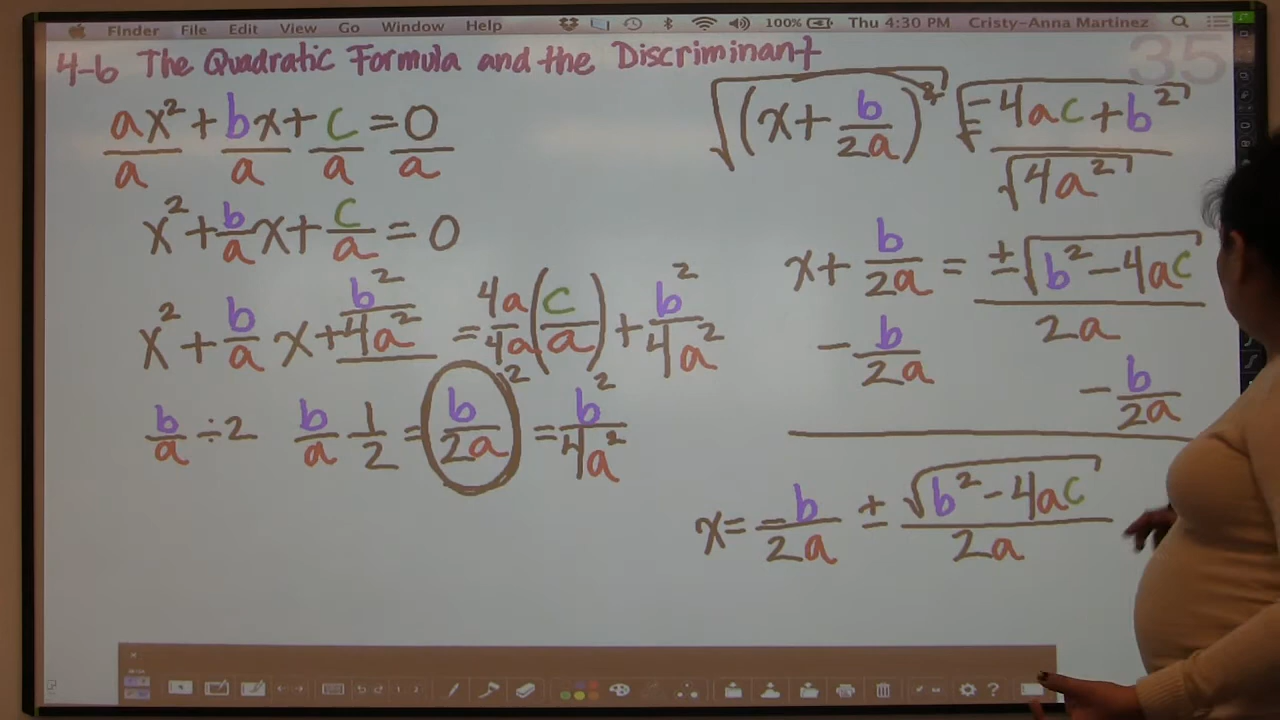 Finder File Edit View Go Window Help 100% Thu 4:30 PM Cristy-Anna Martinez
35
4-6 The Quadratic Formula and the Discriminant
ax²/a + bx/a + c/a = 0/a
x² + b/a x + c/a = 0
x² + b/a x + b²/4a² = 4a/4a (c/a) + b²/4a²
b/a ÷ 2 b/a 1/2 = (b/2a)² = b²/4a²
√(x + b/2a)² = √-4ac + b² / √4a²
x + b/2a = ±√b² - 4ac / 2a
- b/2a - b/2a
x = -b/2a ± √b² - 4ac / 2a